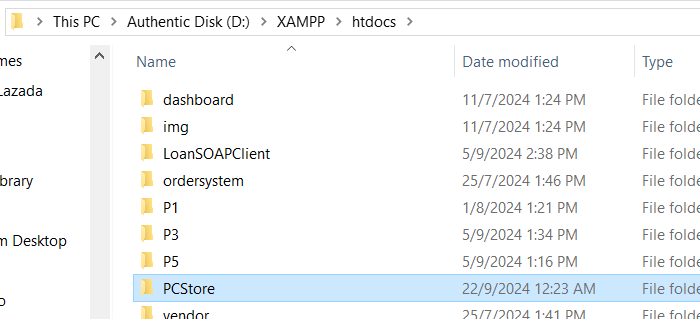 This PC > Authentic Disk (D:) > XAMPP > htdocs >
Name Date modified Type
dashboard 11/7/2024 1:24 PM File folde
img 11/7/2024 1:24 PM File folde
LoanSOAPClient 5/9/2024 2:38 PM File folde
ordersystem 25/7/2024 1:46 PM File folde
P1 1/8/2024 1:21 PM File folde
P3 5/9/2024 1:34 PM File folde
P5 5/9/2024 1:16 PM File folde
PCStore 22/9/2024 12:23 AM File folde
vendor 25/7/2024 1:41 PM File folde
mes
Lazada
brary
m Desktop
o